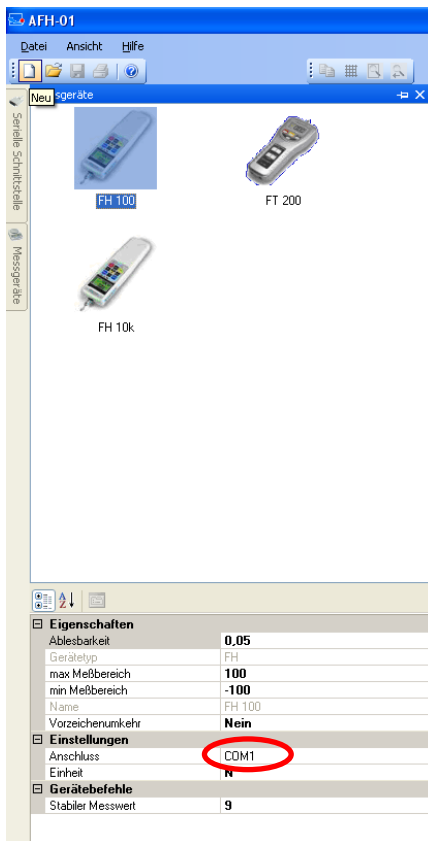 AFH-01
Datei Ansicht Hilfe
Neu
sgeräte
Serielle Schnittstelle
Messgeräte
FH 100
FT 200
FH 10k
Eigenschaften
Ablesbarkeit 0,05
Gerätetyp FH
max Meßbereich 100
min Meßbereich -100
Name FH 100
Vorzeichenumkehr Nein
Einstellungen
Anschluss COM1
Einheit N
Gerätebefehle
Stabiler Messwert 9